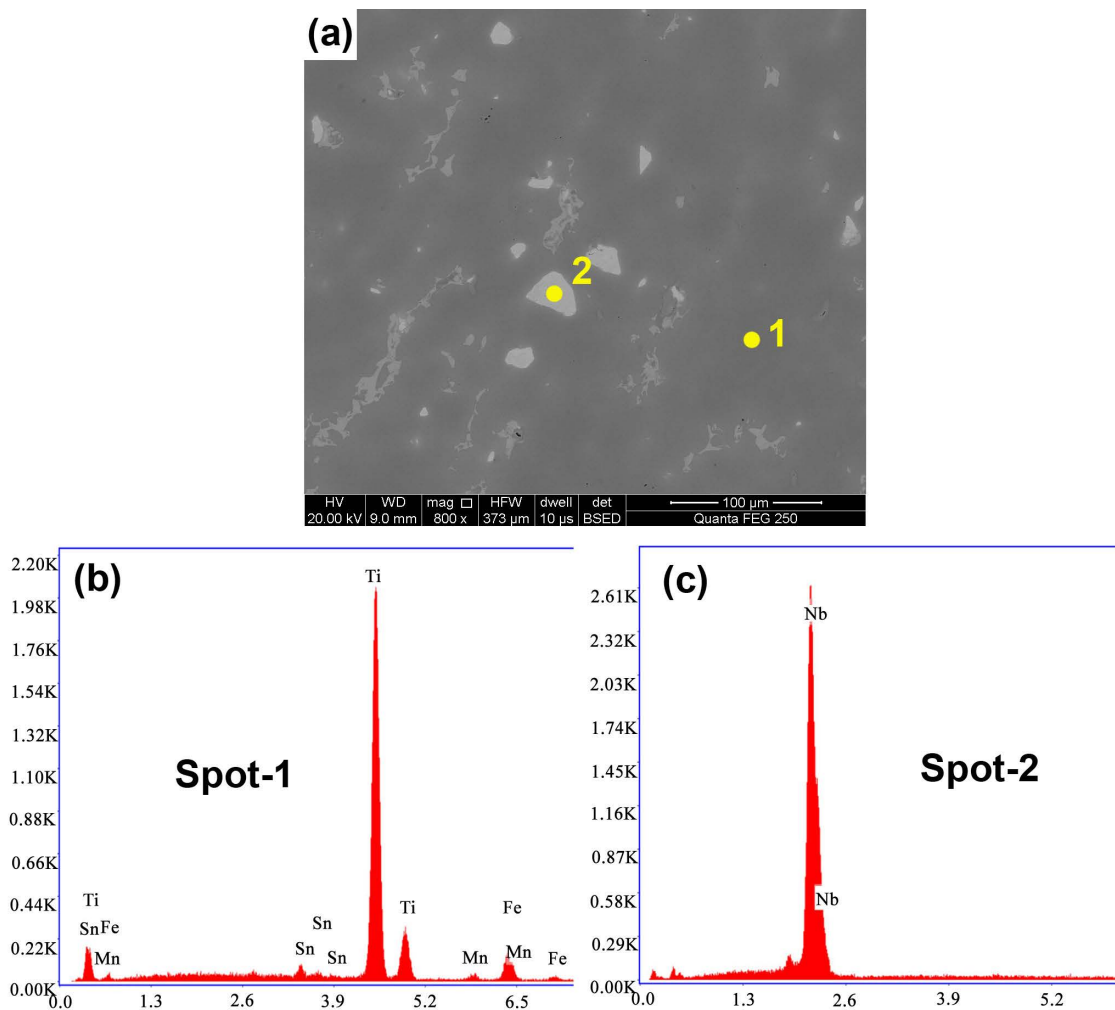 (a)
2
1
HV WD mag HFW dwell det 100 µm
20.00 kV 9.0 mm 800 x 373 µm 10 µs BSED Quanta FEG 250
(b)
2.20K
1.98K
1.76K
1.54K
1.32K
1.10K
0.88K
0.66K
0.44K
0.22K
0.00K
Ti
Spot-1
Ti
Sn Fe
Mn
Sn
Sn
Sn
Ti
Fe
Mn
Mn
Fe
0.0 1.3 2.6 3.9 5.2 6.5
(c)
2.61K
2.32K
2.03K
1.74K
1.45K
1.16K
0.87K
0.58K
0.29K
0.00K
Nb
Spot-2
Nb
0.0 1.3 2.6 3.9 5.2